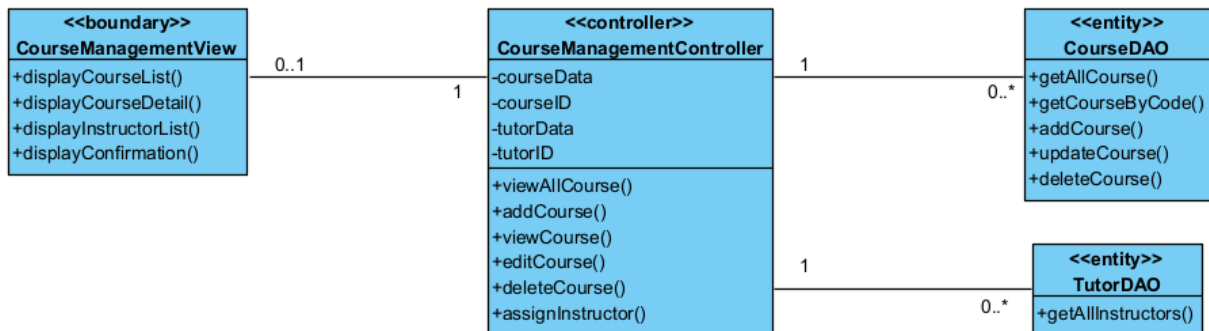 <<boundary>>
CourseManagementView
+displayCourseList()
+displayCourseDetail()
+displayInstructorList()
+displayConfirmation()
0..1
1
<<controller>>
CourseManagementController
-courseData
-courseID
-tutorData
-tutorID
+viewAllCourse()
+addCourse()
+viewCourse()
+editCourse()
+deleteCourse()
+assignInstructor()
1
0..*
<<entity>>
CourseDAO
+getAllCourse()
+getCourseByCode()
+addCourse()
+updateCourse()
+deleteCourse()
1
0..*
<<entity>>
TutorDAO
+getAllInstructors()